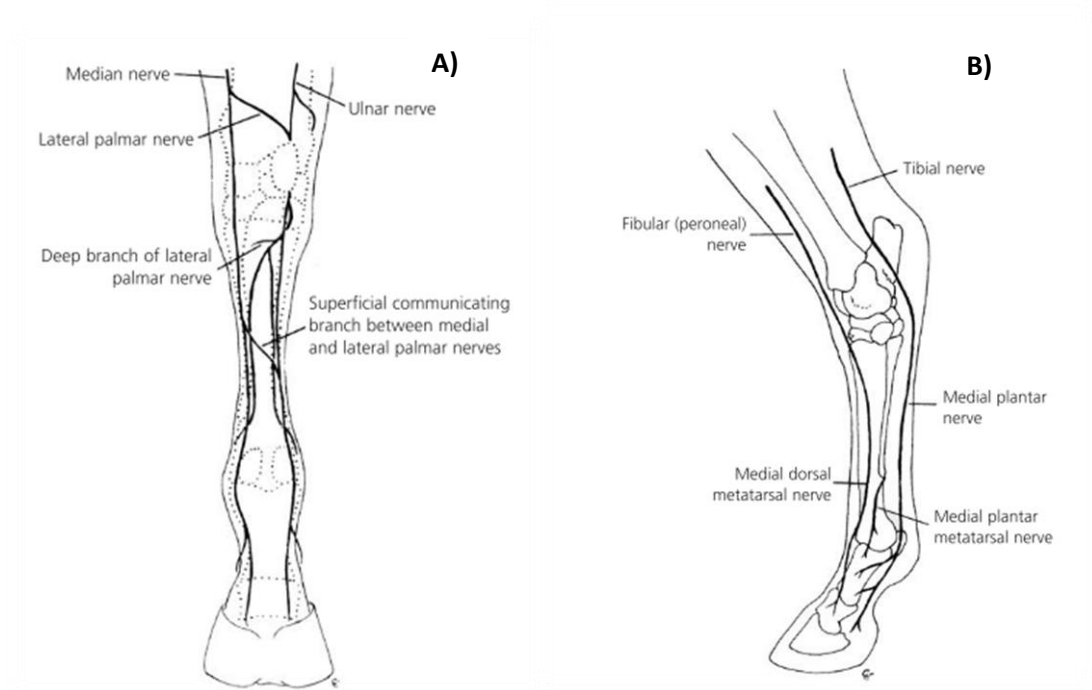 A)
Median nerve
Ulnar nerve
Lateral palmar nerve
Deep branch of lateral
palmar nerve
Superficial communicating
branch between medial
and lateral palmar nerves
B)
Tibial nerve
Fibular (peroneal)
nerve
Medial plantar
nerve
Medial dorsal
metatarsal nerve
Medial plantar
metatarsal nerve